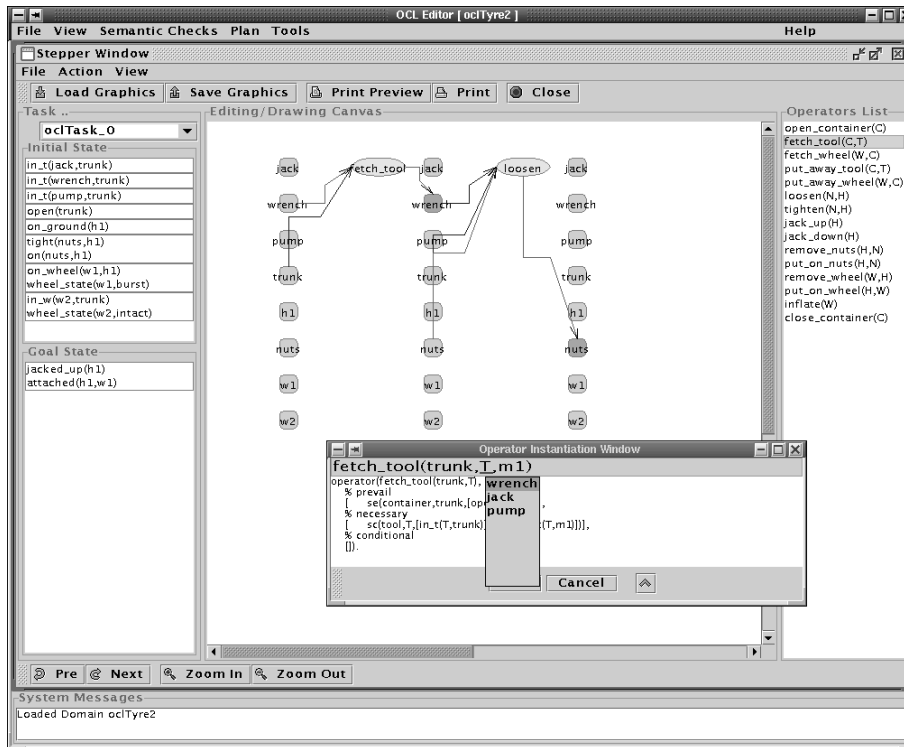 OCL Editor [ oclTyre2 ]
File View Semantic Checks Plan Tools Help
Stepper Window
File Action View
Load Graphics Save Graphics Print Preview Print Close
Task ..
oclTask_0
Initial State
in_t(jack,trunk)
in_t(wrench,trunk)
in_t(pump,trunk)
open(trunk)
on_ground(h1)
tight(nuts,h1)
on(nuts,h1)
on_wheel(w1,h1)
wheel_state(w1,burst)
in_w(w2,trunk)
wheel_state(w2,intact)
Goal State
jacked_up(h1)
attached(h1,w1)
Editing/Drawing Canvas
jack fetch_tool jack loosen jack
wrench wrench wrench
pump pump pump
trunk trunk trunk
h1 h1 h1
nuts nuts nuts
w1 w1 w1
w2 w2 w2
Operators List
open_container(C)
fetch_tool(C,T)
fetch_wheel(W,C)
put_away_tool(C,T)
put_away_wheel(W,C)
loosen(N,H)
tighten(N,H)
jack_up(H)
jack_down(H)
remove_nuts(H,N)
put_on_nuts(H,N)
remove_wheel(W,H)
put_on_wheel(H,W)
inflate(W)
close_container(C)
Operator Instantiation Window
fetch_tool(trunk,T,m1)
operator(fetch_tool(trunk,T),
% prevail
[ se(container,trunk,[op ,
% necessary
[ sc(tool,T,[in_t(T,trunk)] (T,m1)])],
% conditional
[]).
wrench
jack
pump
Cancel
Pre Next Zoom In Zoom Out
System Messages
Loaded Domain oclTyre2